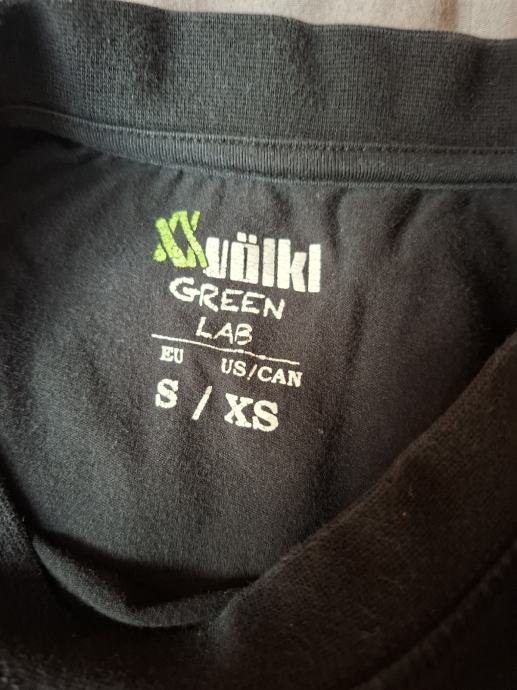 völkl
GREEN
LAB
EU US/CAN
S / XS